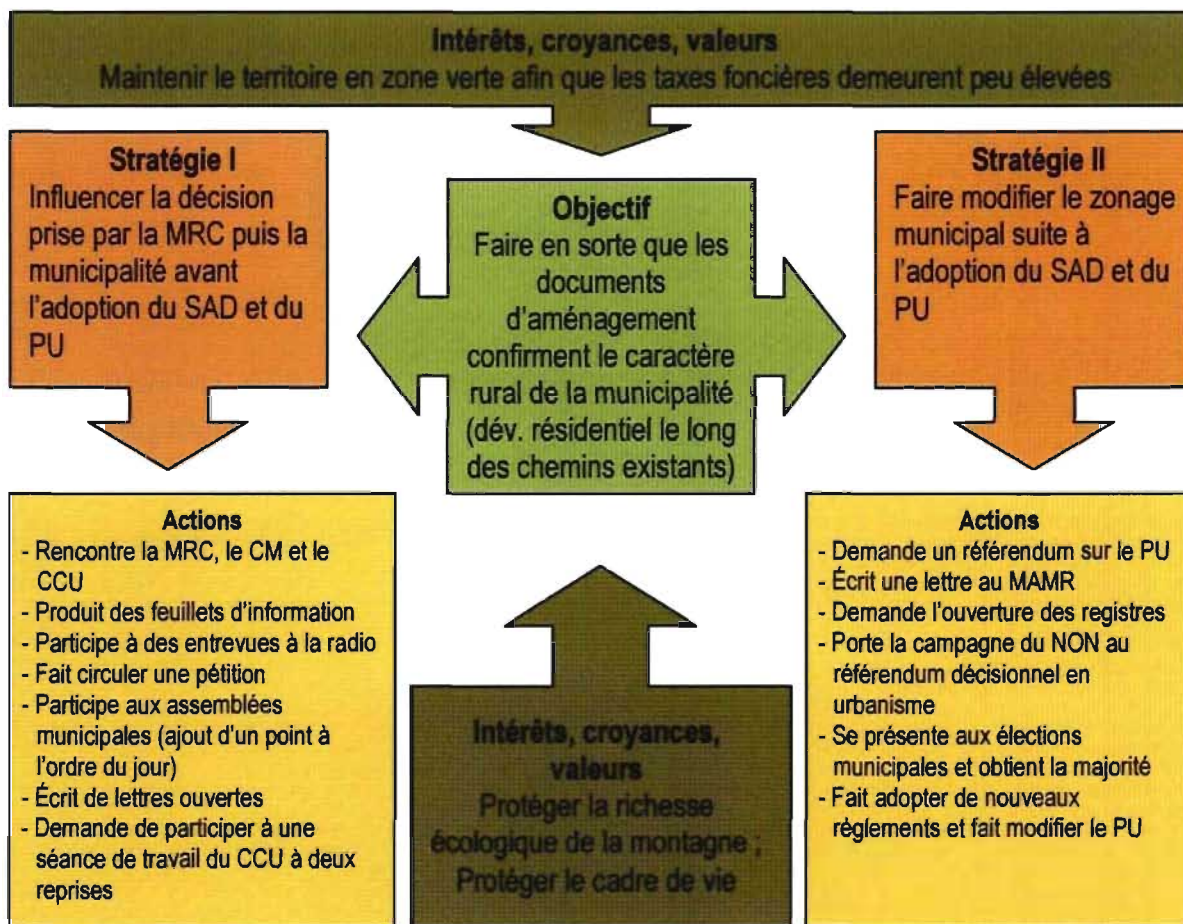 Intérêts, croyances, valeurs
Maintenir le territoire en zone verte afin que les taxes foncières demeurent peu élevées
Stratégie I
Influencer la décision
prise par la MRC puis la
municipalité avant
l'adoption du SAD et du
PU
Objectif
Faire en sorte que les
documents
d'aménagement
confirment le caractère
rural de la municipalité
(dév. résidentiel le long
des chemins existants)
Stratégie II
Faire modifier le zonage
municipal suite à
l'adoption du SAD et du
PU
Actions
- Rencontre la MRC, le CM et le
CCU
- Produit des feuillets d'information
- Participe à des entrevues à la radio
- Fait circuler une pétition
- Participe aux assemblées
municipales (ajout d'un point à
l'ordre du jour)
- Écrit de lettres ouvertes
- Demande de participer à une
séance de travail du CCU à deux
reprises
Intérêts, croyances,
valeurs
Protéger la richesse
écologique de la montagne ;
Protéger le cadre de vie
Actions
- Demande un référendum sur le PU
- Écrit une lettre au MAMR
- Demande l'ouverture des registres
- Porte la campagne du NON au
référendum décisionnel en
urbanisme
- Se présente aux élections
municipales et obtient la majorité
- Fait adopter de nouveaux
règlements et fait modifier le PU